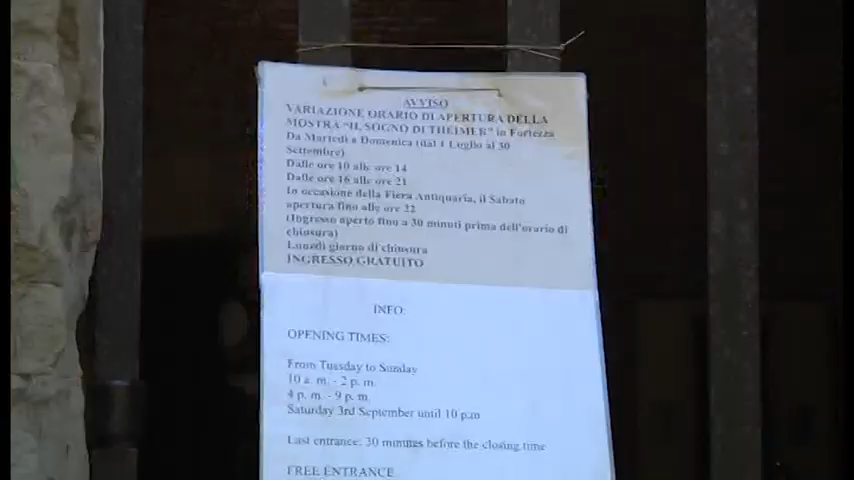 AVVISO
VARIAZIONE ORARIO DI APERTURA DELLA
MOSTRA "IL SOGNO DI THEIMER" in Fortezza
Da Martedì a Domenica (dal 1 Luglio al 30
Settembre)
Dalle ore 10 alle ore 14
Dalle ore 16 alle ore 21
In occasione della Fiera Antiquaria, il Sabato
apertura fino alle ore 22
(Ingresso aperto fino a 30 minuti prima dell'orario di
chiusura)
Lunedì giorno di chiusura
INGRESSO GRATUITO
INFO:
OPENING TIMES:
From Tuesday to Sunday
10 a. m. - 2 p. m.
4 p. m. - 9 p. m.
Saturday 3rd September until 10 p.m
Last entrance: 30 minutes before the closing time
FREE ENTRANCE